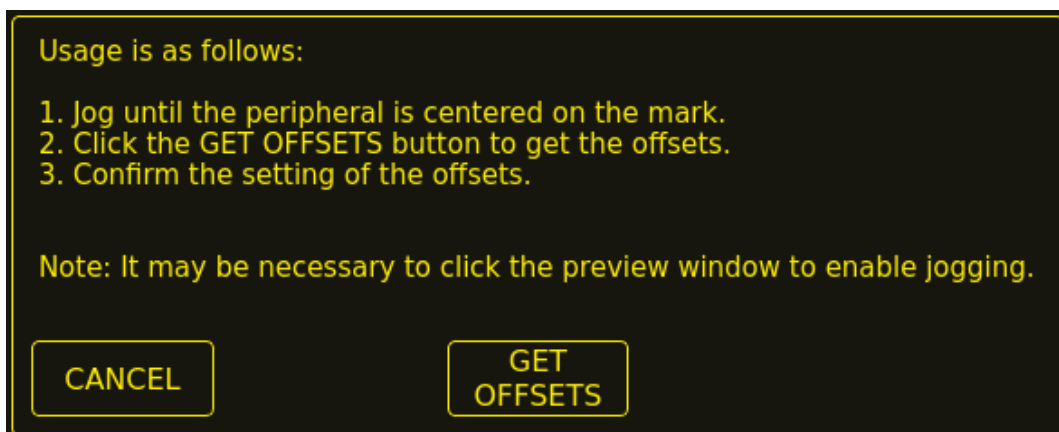 Usage is as follows:
1. Jog until the peripheral is centered on the mark.
2. Click the GET OFFSETS button to get the offsets.
3. Confirm the setting of the offsets.
Note: It may be necessary to click the preview window to enable jogging.
CANCEL
GET
OFFSETS